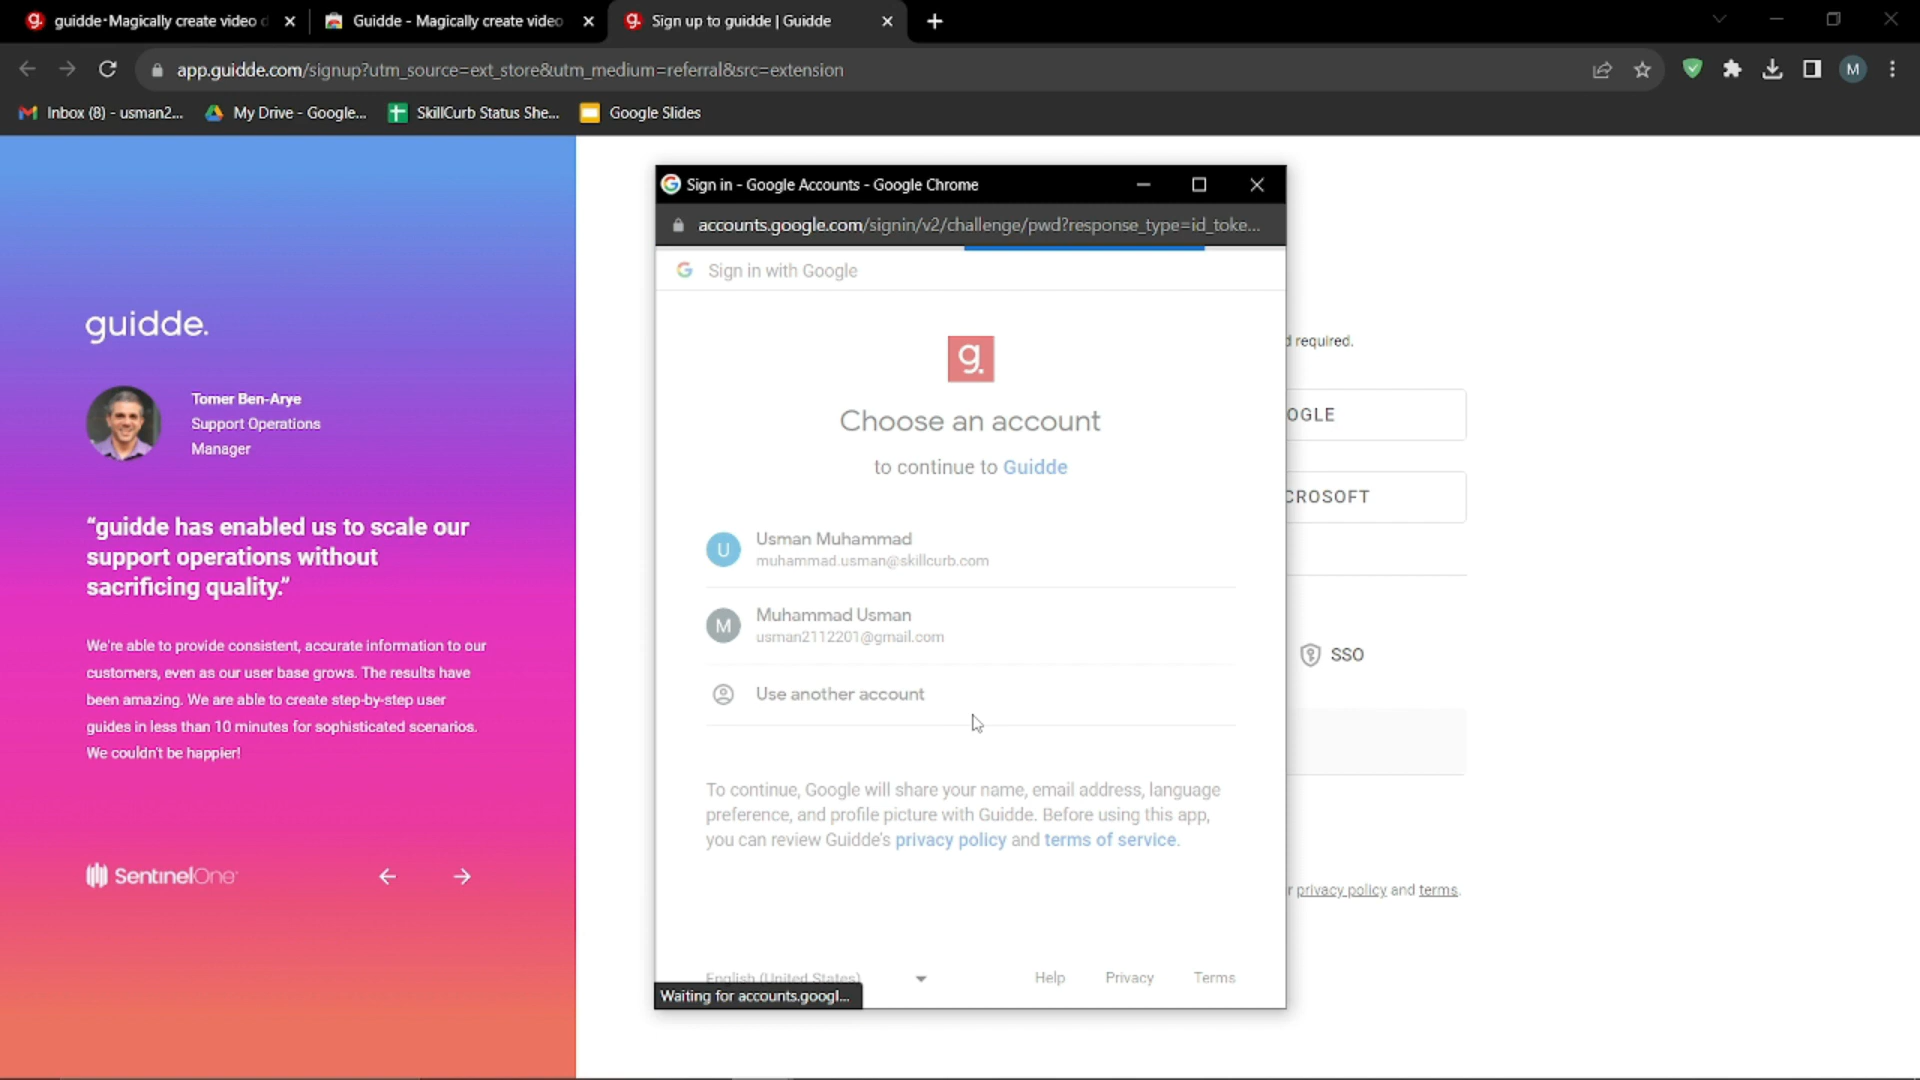 guidde·Magically create video d
Guidde - Magically create video
Sign up to guidde | Guidde
app.guidde.com/signup?utm_source=ext_store&utm_medium=referral&src=extension
M
Inbox (8) - usman2...
My Drive - Google...
SkillCurb Status She...
Google Slides
guidde.
Tomer Ben-Arye
Support Operations
Manager
“guidde has enabled us to scale our
support operations without
sacrificing quality.”
We're able to provide consistent, accurate information to our
customers, even as our user base grows. The results have
been amazing. We are able to create step-by-step user
guides in less than 10 minutes for sophisticated scenarios.
We couldn't be happier!
SentinelOne
Sign in - Google Accounts - Google Chrome
accounts.google.com/signin/v2/challenge/pwd?response_type=id_toke...
Sign in with Google
g.
Choose an account
to continue to Guidde
U
Usman Muhammad
muhammad.usman@skillcurb.com
M
Muhammad Usman
usman2112201@gmail.com
Use another account
To continue, Google will share your name, email address, language
preference, and profile picture with Guidde. Before using this app,
you can review Guidde's privacy policy and terms of service.
English (United States)
Help
Privacy
Terms
Waiting for accounts.googl...
d required.
OGLE
CROSOFT
SSO
r privacy policy and terms.